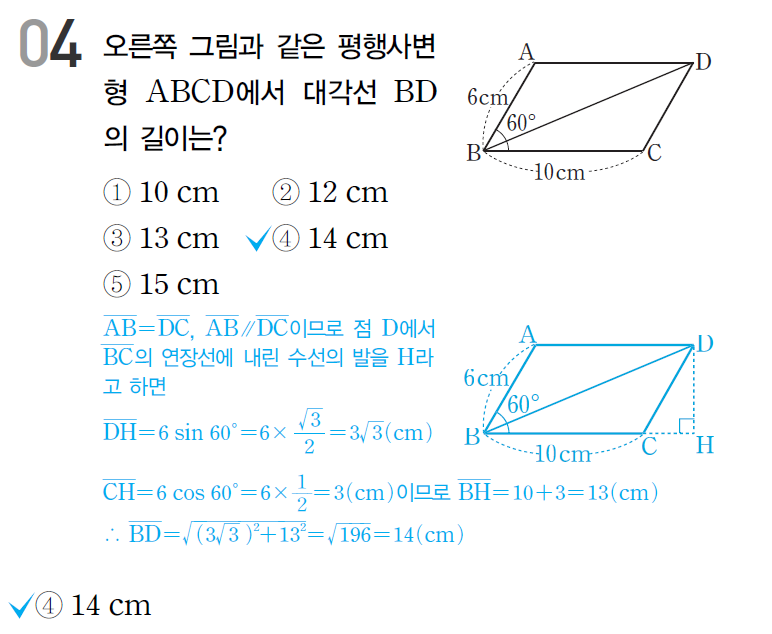 04 오른쪽 그림과 같은 평행사변
형 ABCD에서 대각선 BD
의 길이는?
① 10 cm ② 12 cm
③ 13 cm ④ 14 cm
⑤ 15 cm
A
D
6cm
60°
B
C
10cm
AB=DC, AB∥DC이므로 점 D에서
BC의 연장선에 내린 수선의 발을 H라
고 하면
DH=6 sin 60°=6×√3/2=3√3(cm)
CH=6 cos 60°=6×1/2=3(cm)이므로 BH=10+3=13(cm)
∴ BD=√((3√3)²+13²)=√196=14(cm)
A
D
6cm
60°
B
C
H
10cm
④ 14 cm